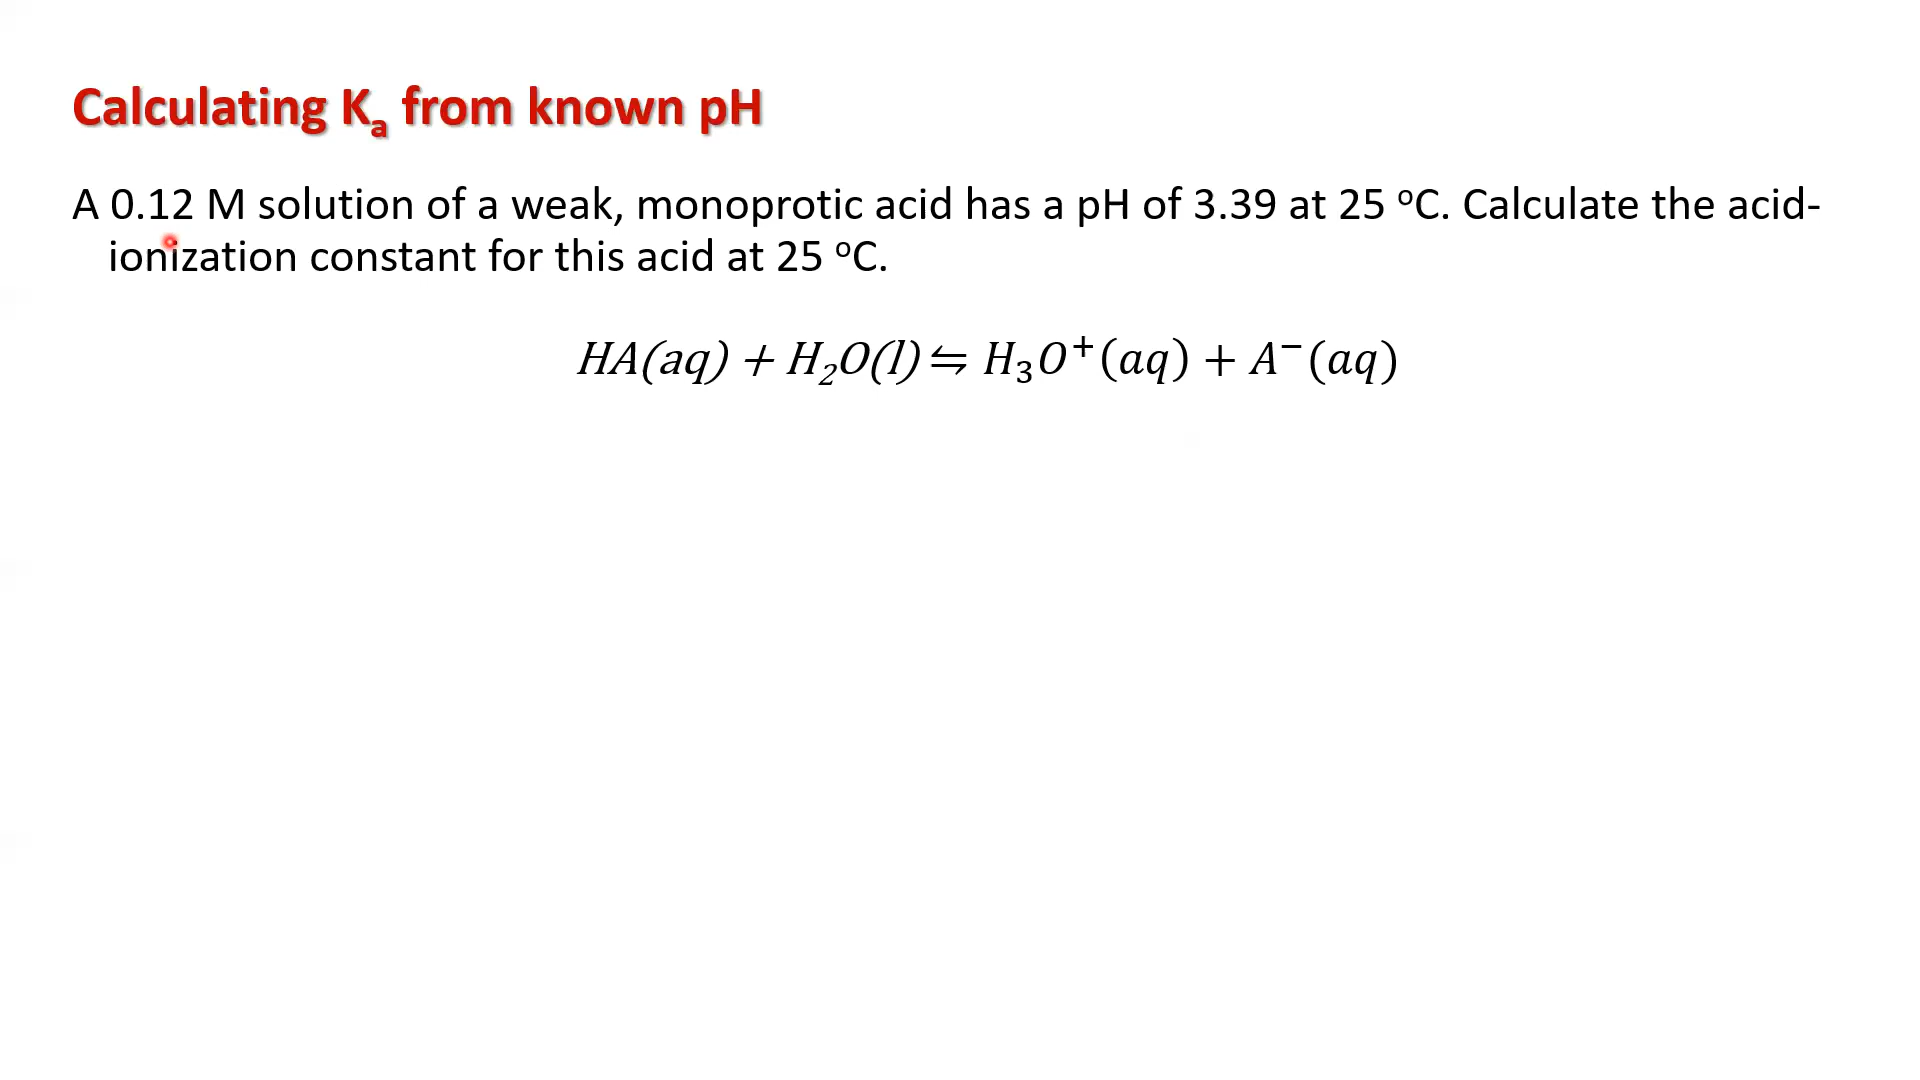 Calculating Kₐ from known pH
A 0.12 M solution of a weak, monoprotic acid has a pH of 3.39 at 25 ᵒC. Calculate the acid-
ionization constant for this acid at 25 ᵒC.
HA(aq) + H₂O(l) ⇋ H₃O⁺(aq) + A⁻(aq)